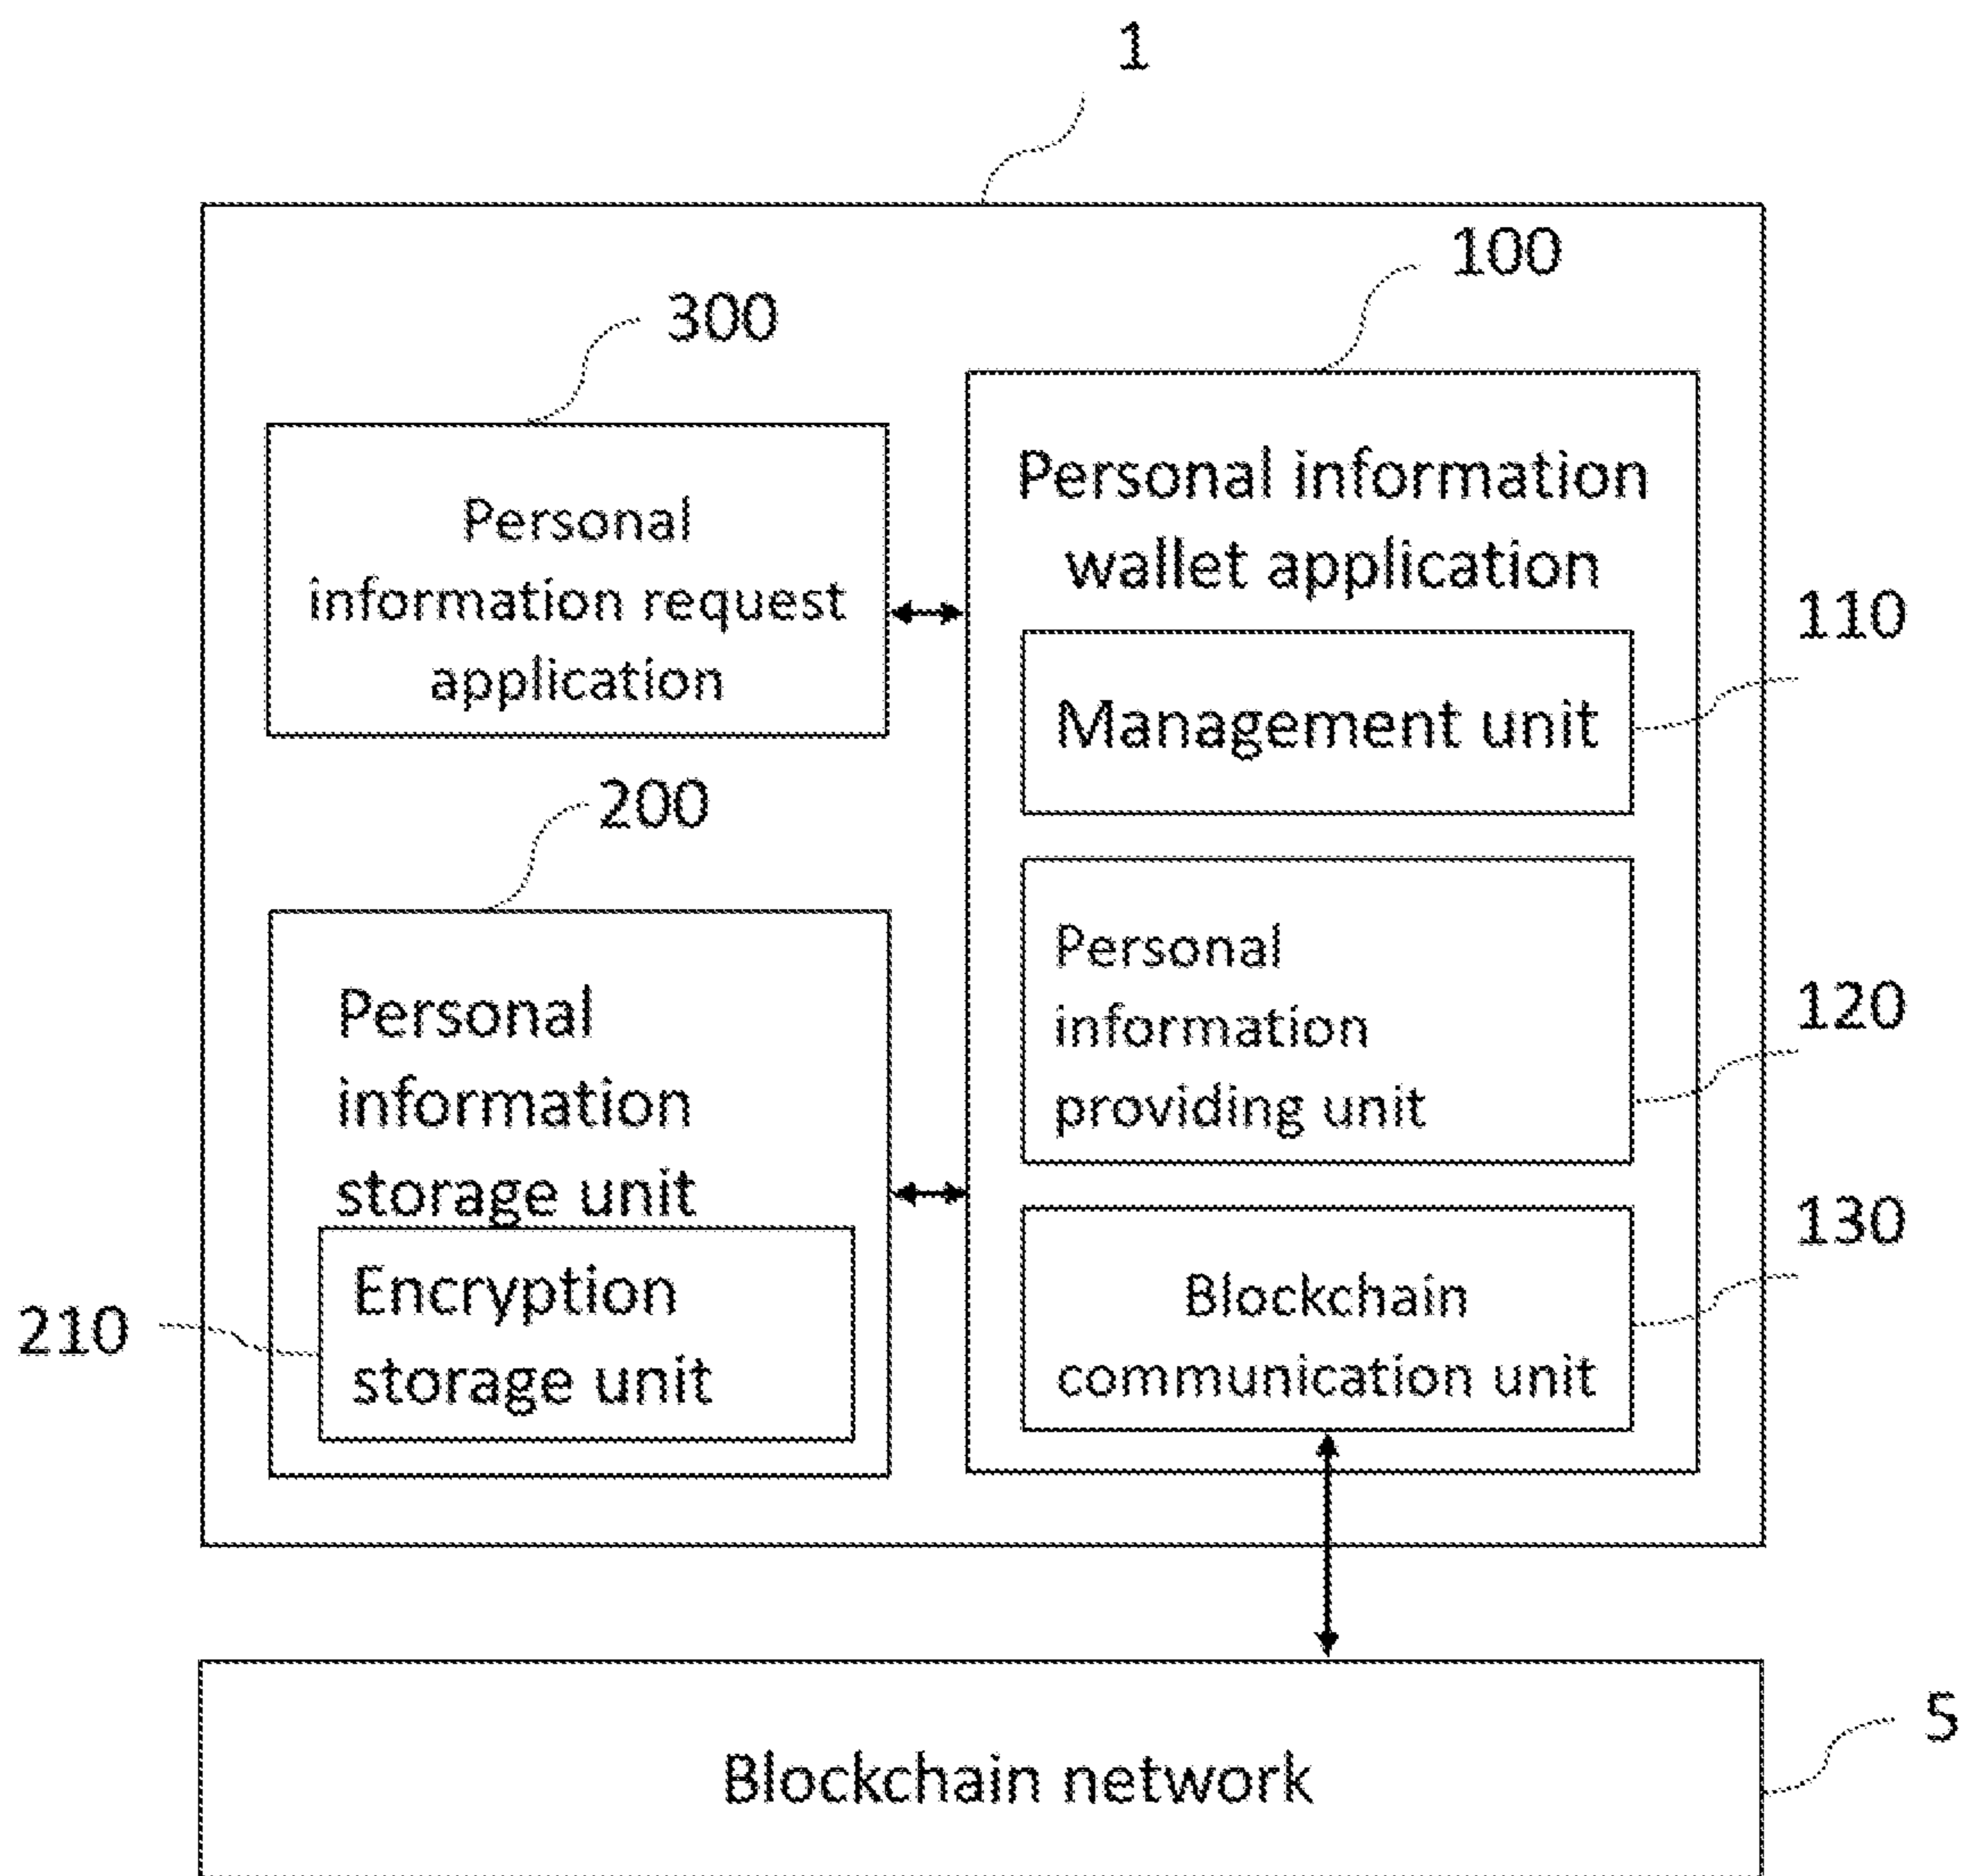 1
100
300
Personal information
wallet application
Personal
information request
application
110
Management unit
200
Personal
information
providing unit
120
Personal
information
storage unit
130
Encryption
storage unit
210
Blockchain
communication unit
5
Blockchain network